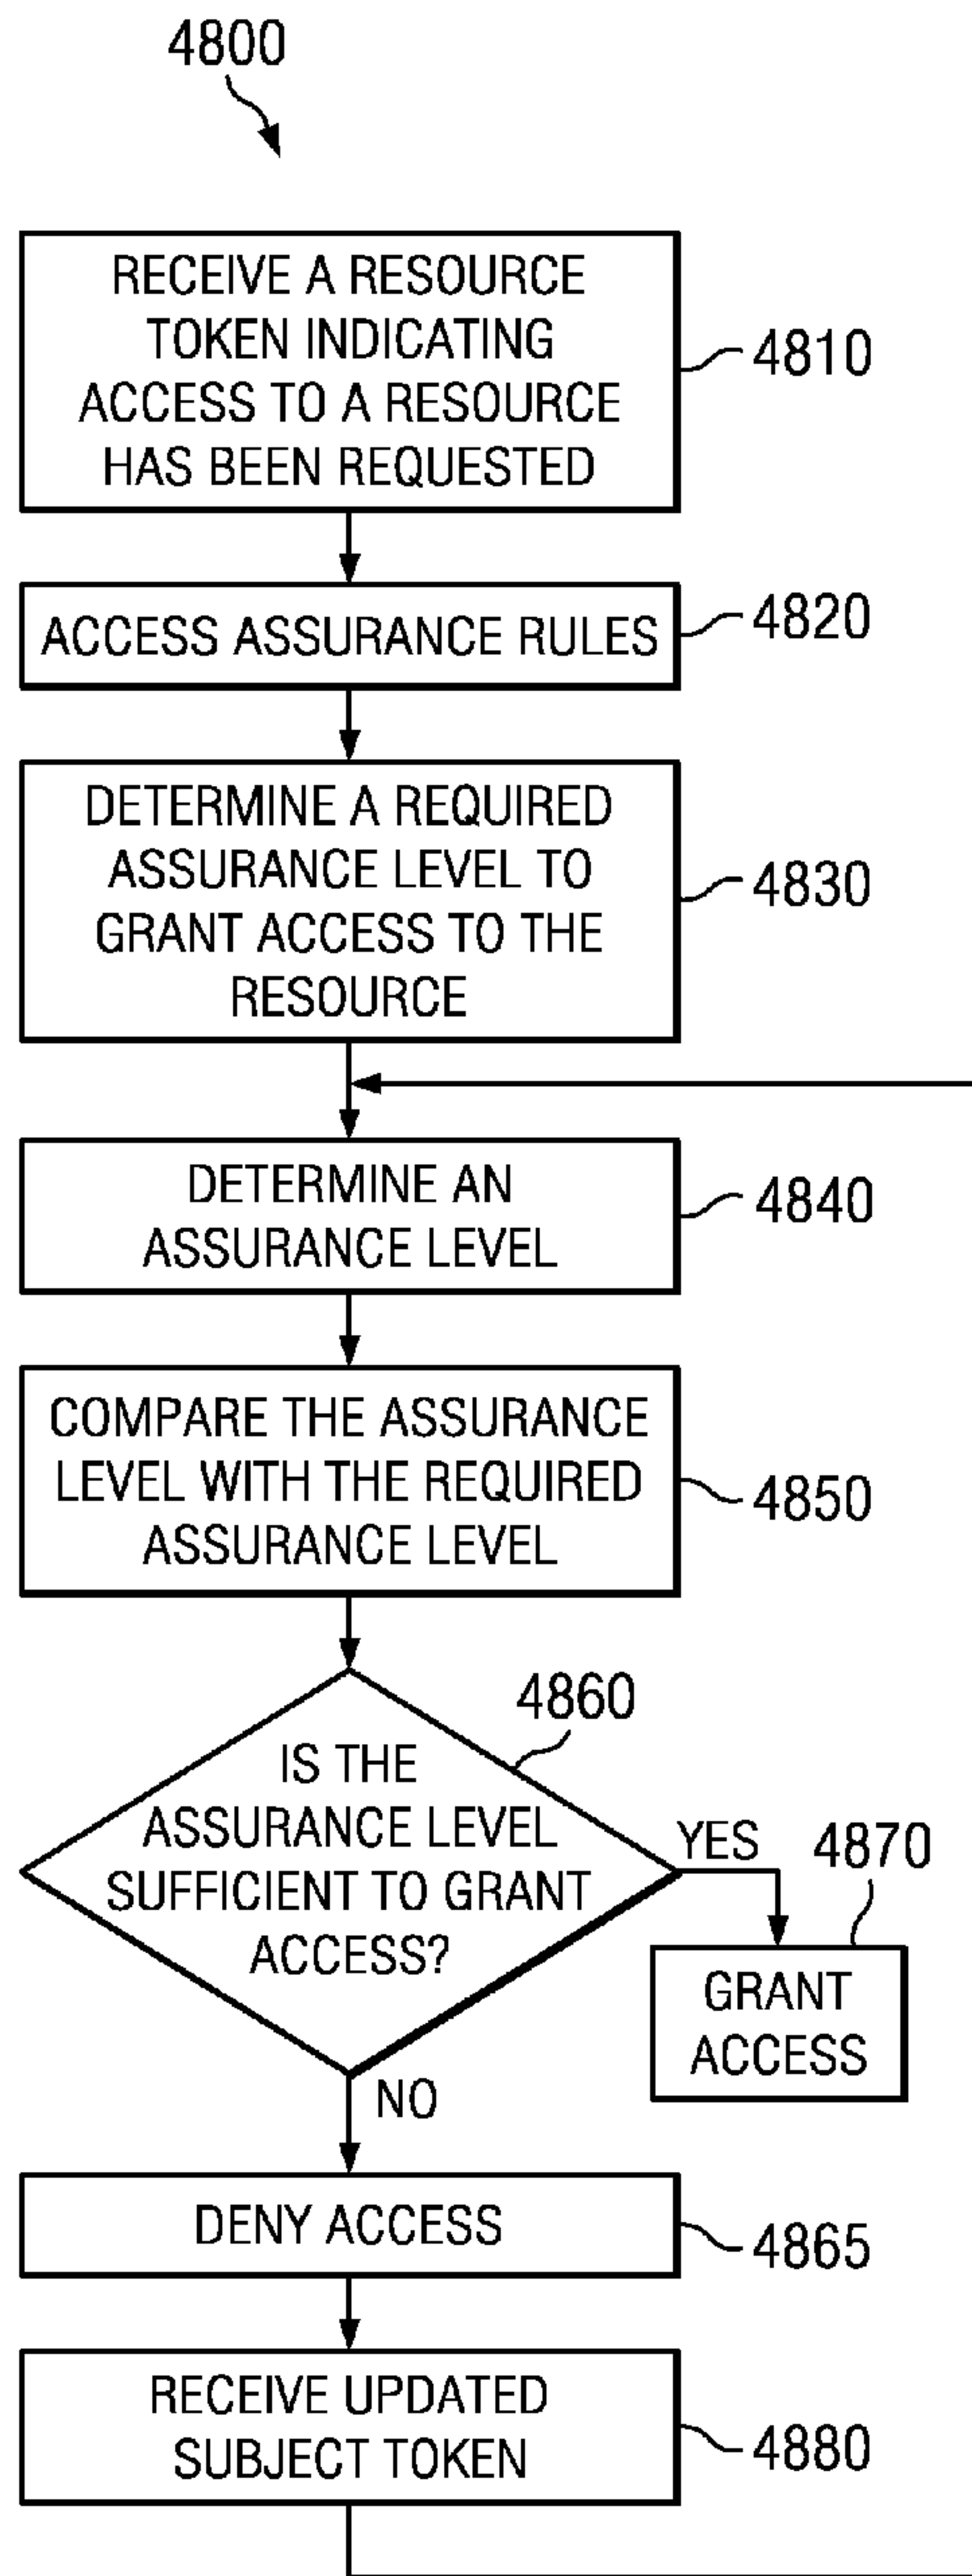 4800
RECEIVE A RESOURCE
TOKEN INDICATING
ACCESS TO A RESOURCE
HAS BEEN REQUESTED
4810
ACCESS ASSURANCE RULES
4820
DETERMINE A REQUIRED
ASSURANCE LEVEL TO
GRANT ACCESS TO THE
RESOURCE
4830
DETERMINE AN
ASSURANCE LEVEL
4840
COMPARE THE ASSURANCE
LEVEL WITH THE REQUIRED
ASSURANCE LEVEL
4850
4860
IS THE
ASSURANCE LEVEL
SUFFICIENT TO GRANT
ACCESS?
YES
4870
GRANT
ACCESS
NO
DENY ACCESS
4865
RECEIVE UPDATED
SUBJECT TOKEN
4880